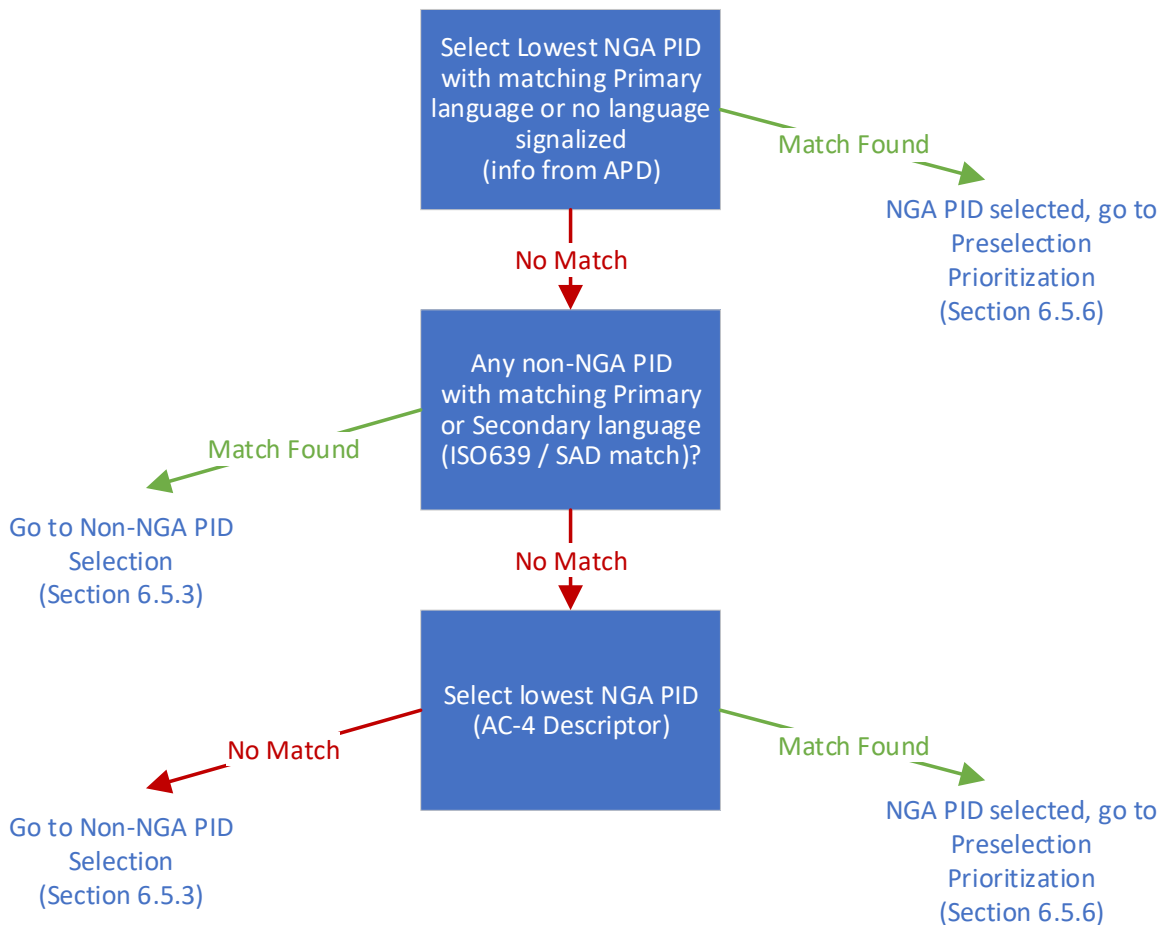 Select Lowest NGA PID
with matching Primary
language or no language
signalized
(info from APD)
Match Found
NGA PID selected, go to
Preselection
Prioritization
(Section 6.5.6)
No Match
Any non-NGA PID
with matching Primary
or Secondary language
(ISO639 / SAD match)?
Match Found
Go to Non-NGA PID
Selection
(Section 6.5.3)
No Match
Select lowest NGA PID
(AC-4 Descriptor)
No Match
Go to Non-NGA PID
Selection
(Section 6.5.3)
Match Found
NGA PID selected, go to
Preselection
Prioritization
(Section 6.5.6)